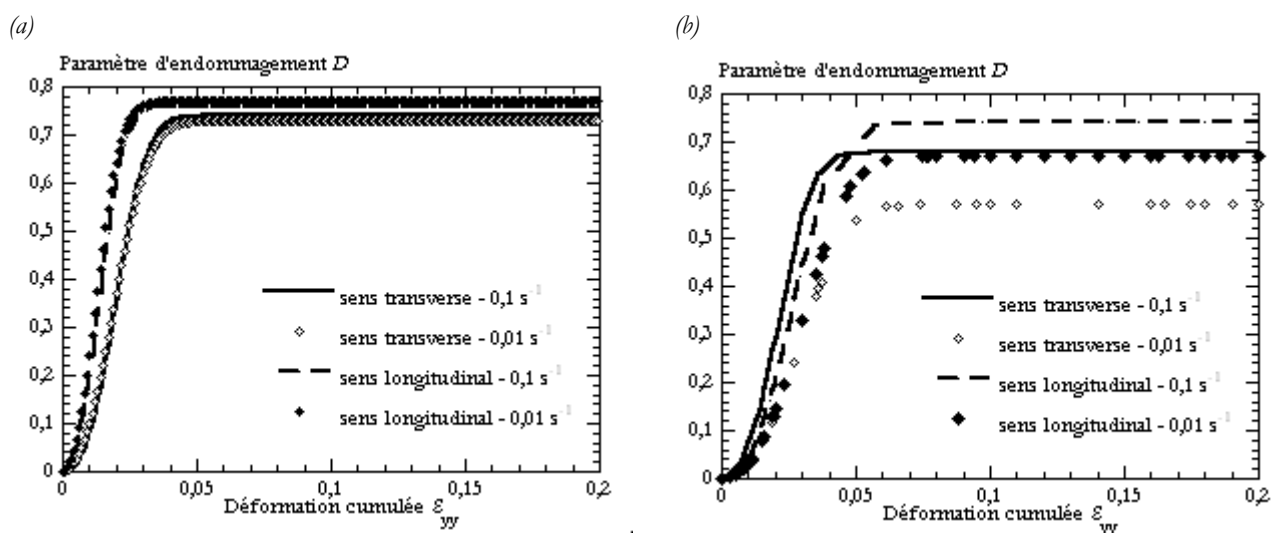 (a)
Paramètre d'endommagement D
0,8
0,7
0,6
0,5
0,4
0,3
0,2
0,1
0
sens transverse - 0,1 s⁻¹
sens transverse - 0,01 s⁻¹
sens longitudinal - 0,1 s⁻¹
sens longitudinal - 0,01 s⁻¹
0 0,05 0,1 0,15 0,2
Déformation cumulée ε_yy
(b)
Paramètre d'endommagement D
0,8
0,7
0,6
0,5
0,4
0,3
0,2
0,1
0
sens transverse - 0,1 s⁻¹
sens transverse - 0,01 s⁻¹
sens longitudinal - 0,1 s⁻¹
sens longitudinal - 0,01 s⁻¹
0 0,05 0,1 0,15 0,2
Déformation cumulée ε_yy